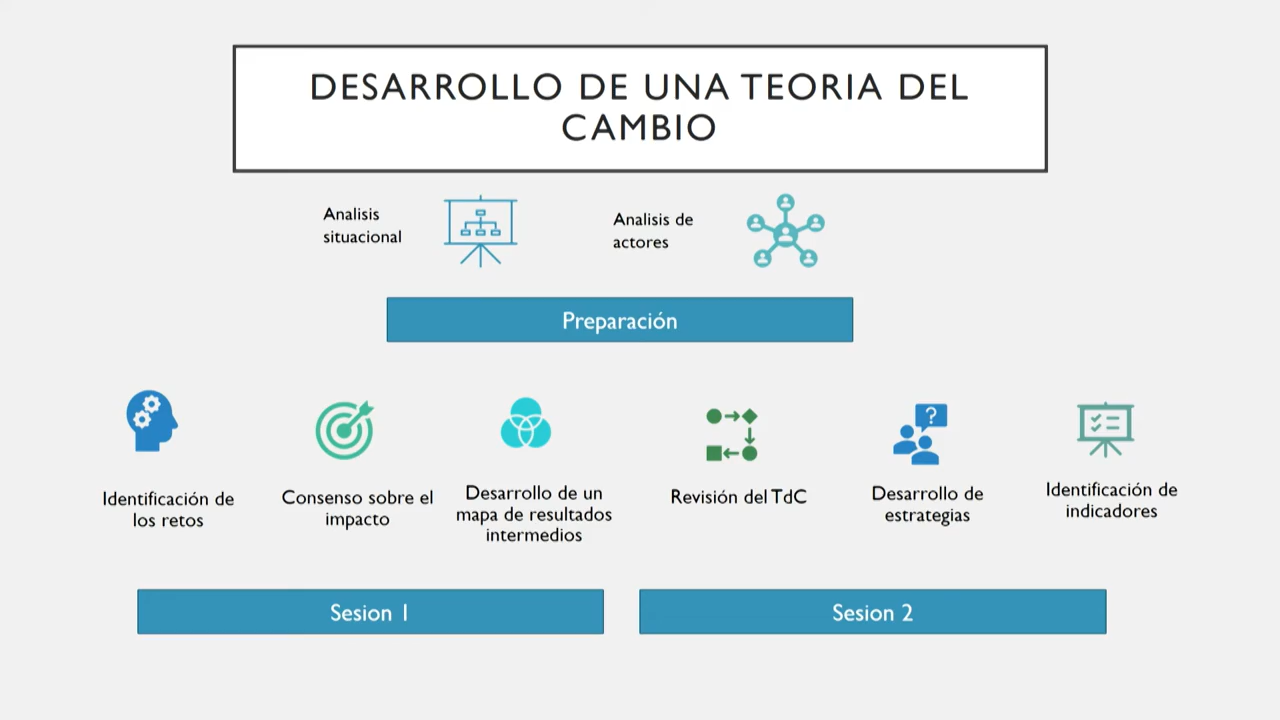 DESARROLLO DE UNA TEORIA DEL
CAMBIO
Analisis
situacional
Analisis de
actores
Preparación
Identificación de
los retos
Consenso sobre el
impacto
Desarrollo de un
mapa de resultados
intermedios
Revisión del TdC
Desarrollo de
estrategias
Identificación de
indicadores
Sesion 1
Sesion 2